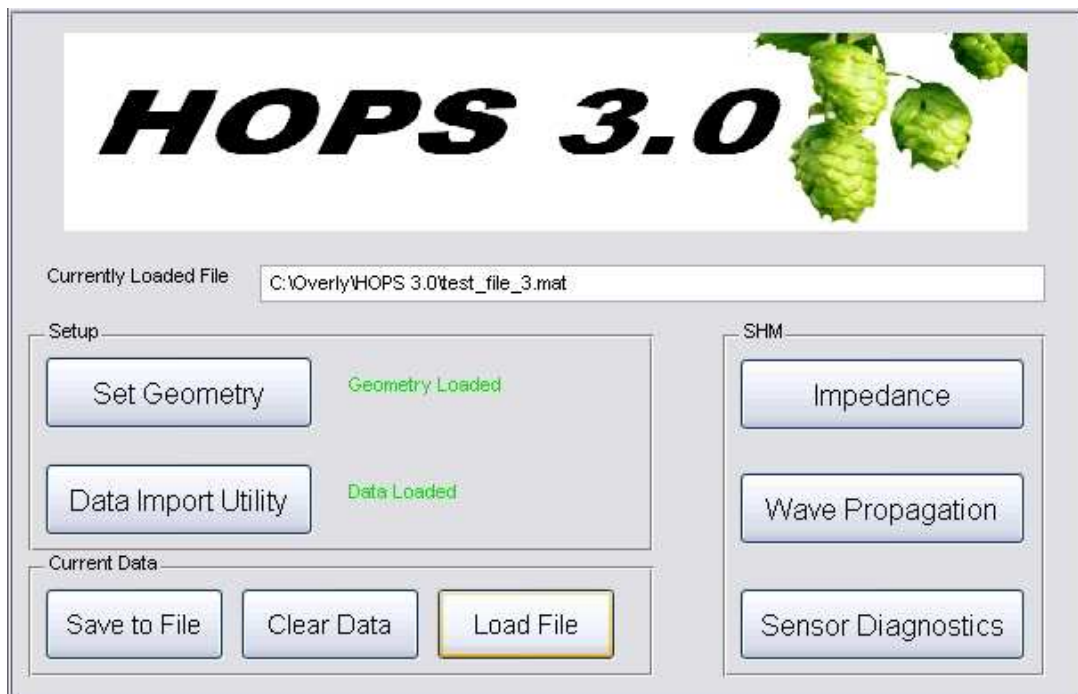 HOPS 3.0
Currently Loaded File
C:\Overly\HOPS 3.0\test_file_3.mat
Setup
Set Geometry
Geometry Loaded
Data Import Utility
Data Loaded
Current Data
Save to File
Clear Data
Load File
SHM
Impedance
Wave Propagation
Sensor Diagnostics